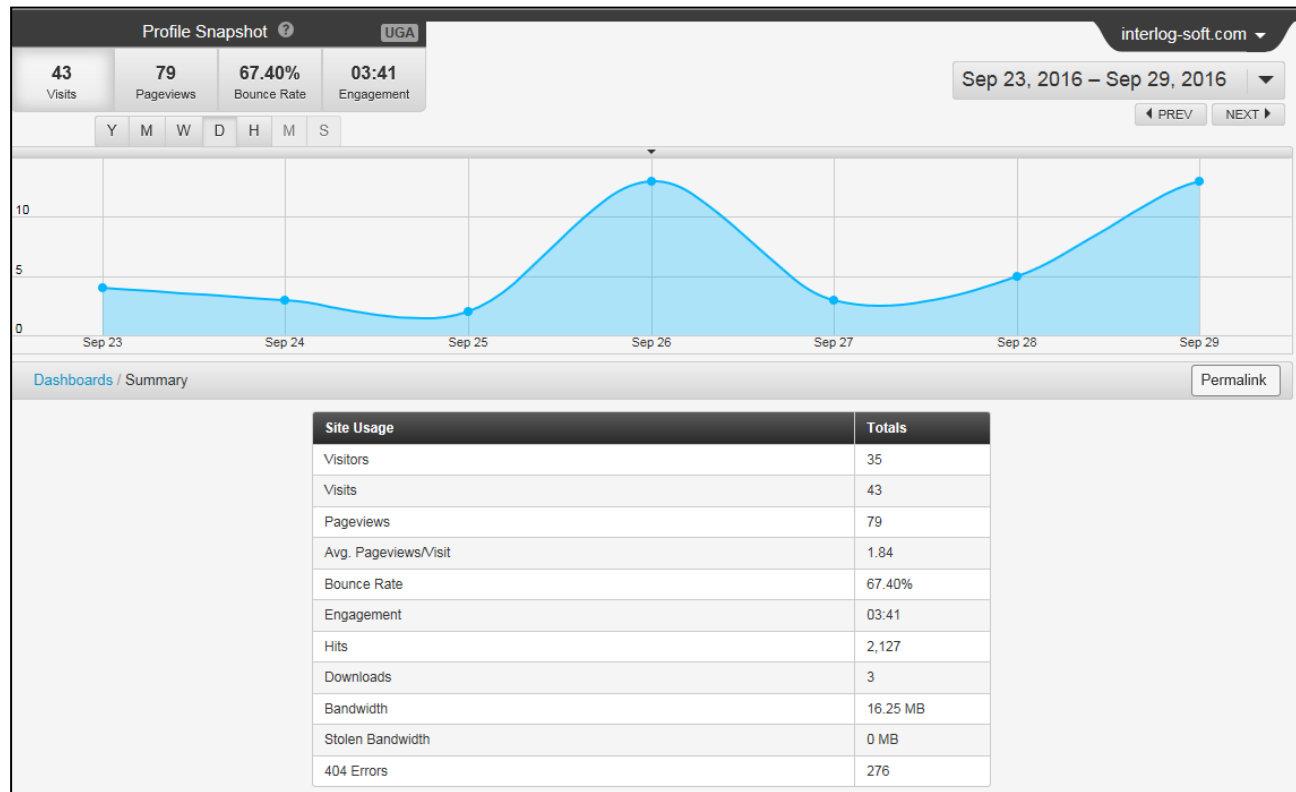 Profile Snapshot ? UGA
interlog-soft.com
43 79 67.40% 03:41
Visits Pageviews Bounce Rate Engagement
Sep 23, 2016 – Sep 29, 2016
PREV NEXT
Y M W D H M S
10
5
0
Sep 23 Sep 24 Sep 25 Sep 26 Sep 27 Sep 28 Sep 29
Dashboards / Summary Permalink
Site Usage Totals
Visitors 35
Visits 43
Pageviews 79
Avg. Pageviews/Visit 1.84
Bounce Rate 67.40%
Engagement 03:41
Hits 2,127
Downloads 3
Bandwidth 16.25 MB
Stolen Bandwidth 0 MB
404 Errors 276